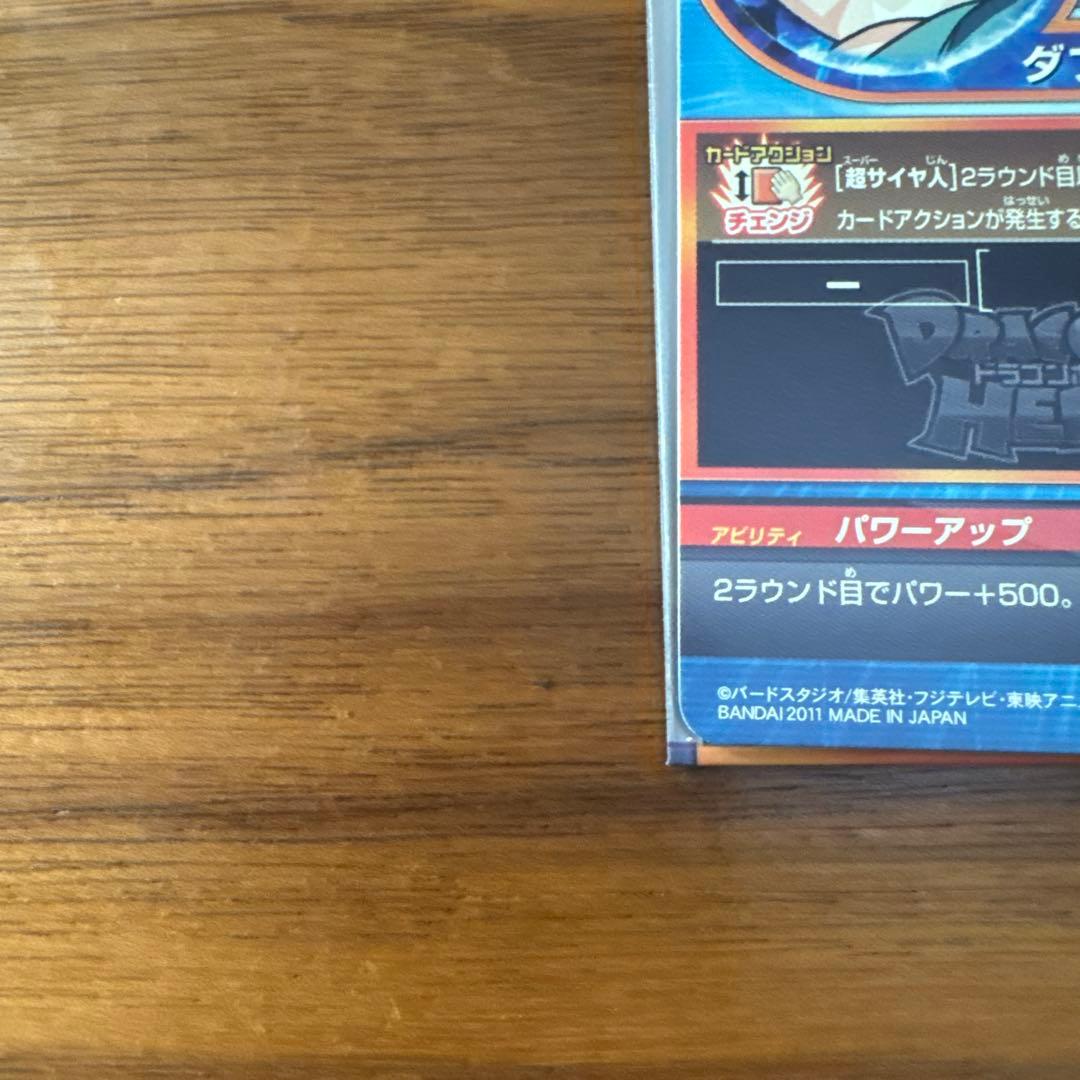 ダブ
カードアクション
チェンジ
[超サイヤ人]2ラウンド目
スーパー じん め
カードアクションが発生する
はっせい
ー
DRAGO
ドラゴン
HE
アビリティ パワーアップ
2ラウンド目でパワー+500。
め
©バードスタジオ/集英社・フジテレビ・東映アニ
BANDAI 2011 MADE IN JAPAN